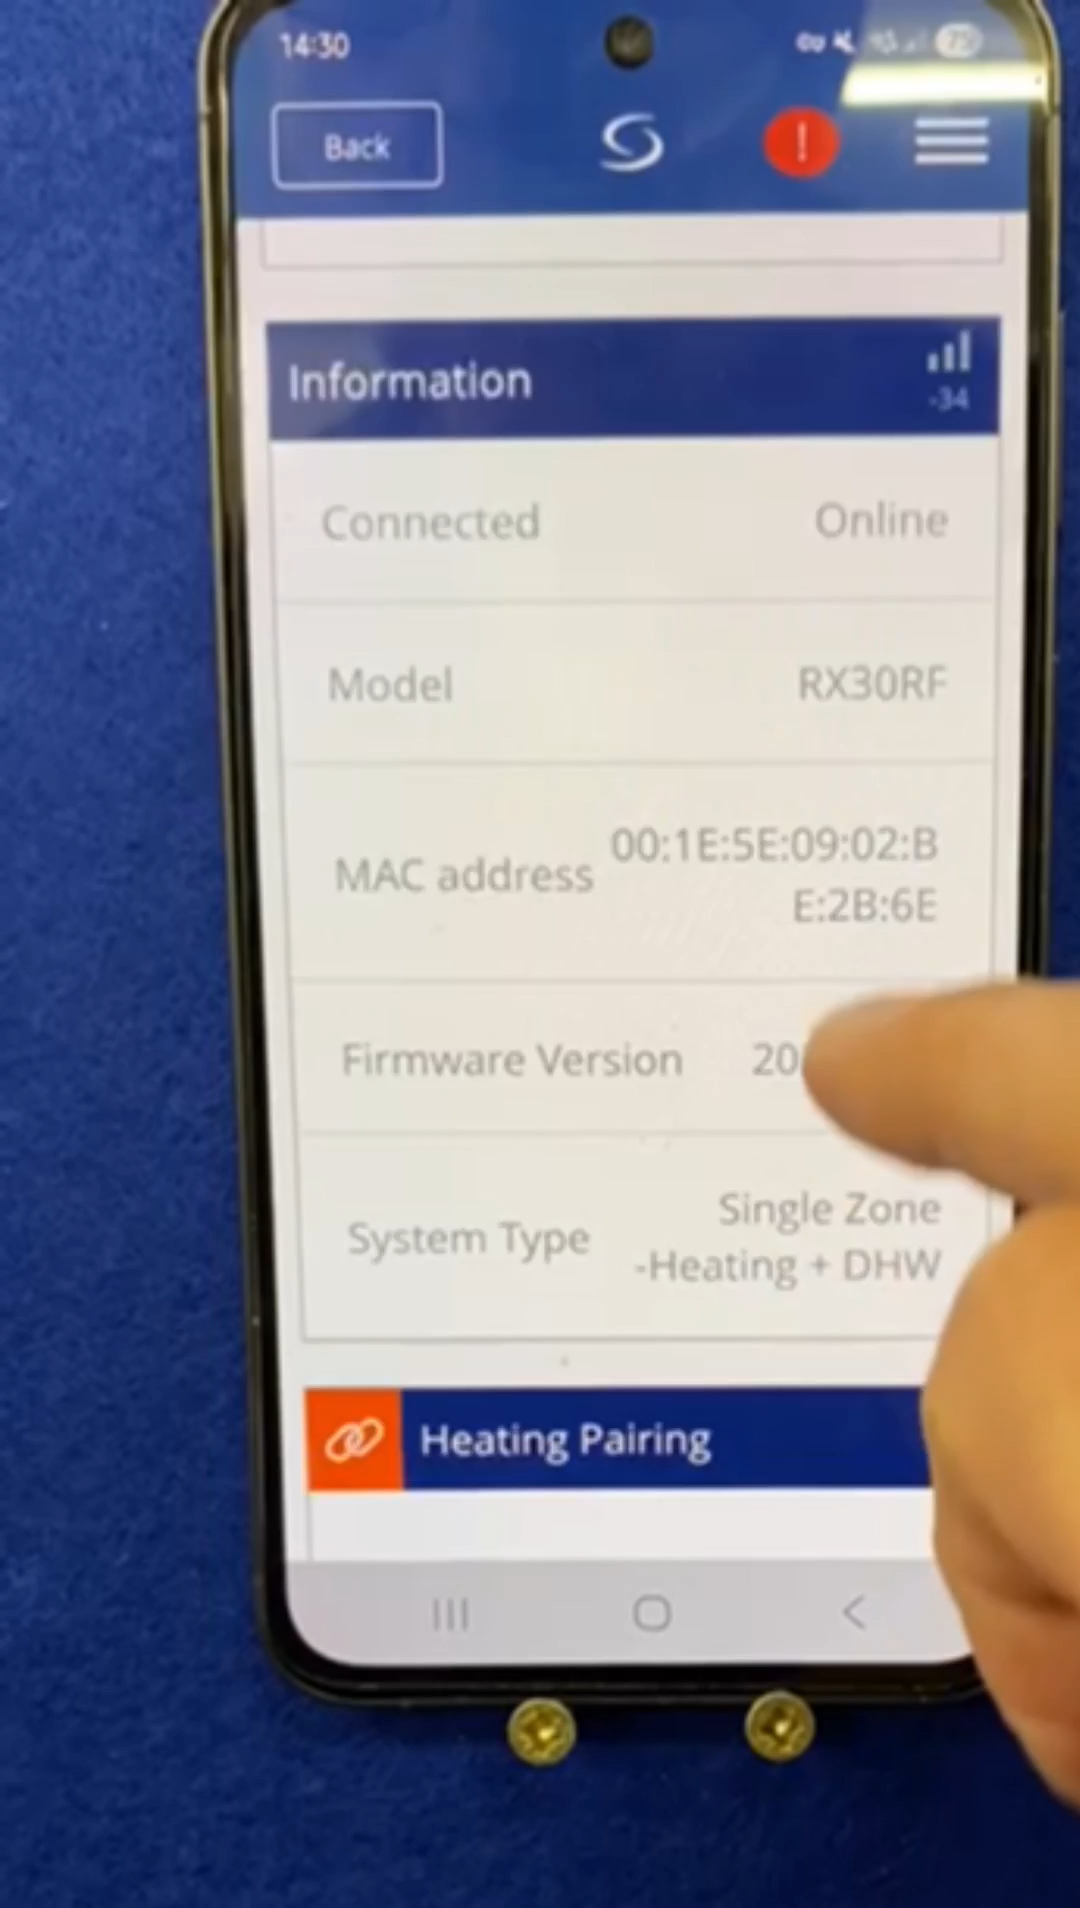 14:30
Back
Information
-34
Connected Online
Model RX30RF
MAC address 00:1E:5E:09:02:B
E:2B:6E
Firmware Version 20
System Type Single Zone
-Heating + DHW
Heating Pairing